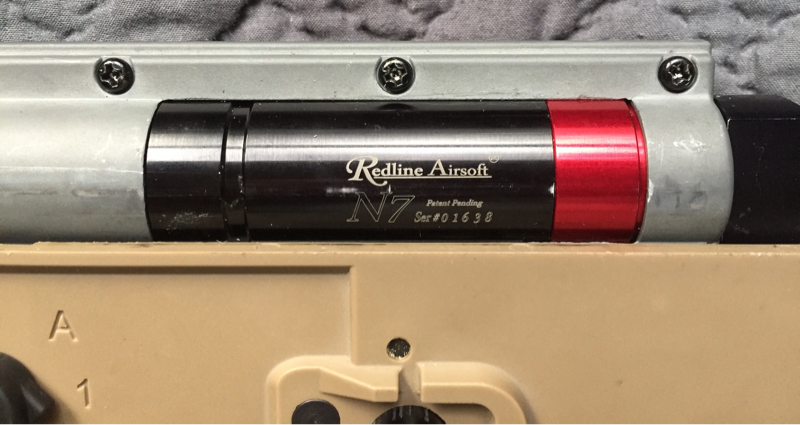 Redline Airsoft®
N7 Patent Pending
Ser#01638
A
1